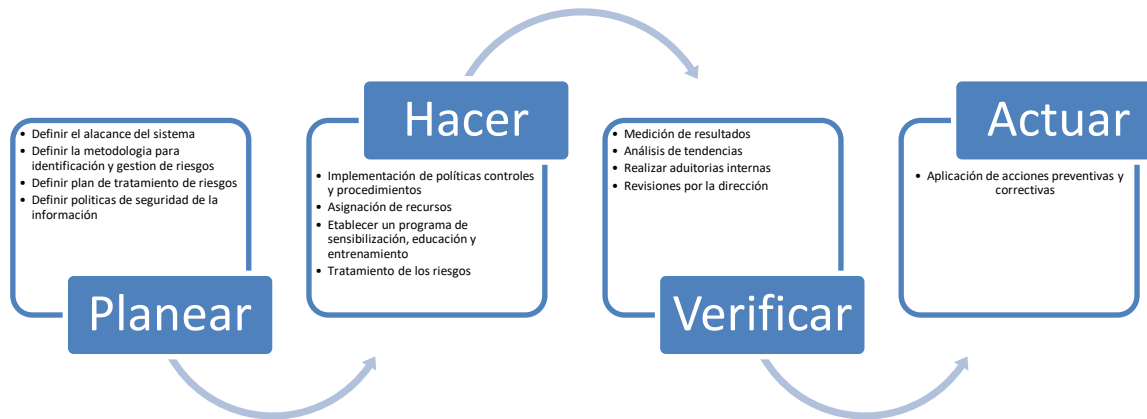 • Definir el alacance del sistema
• Definir la metodologia para
identificación y gestion de riesgos
• Definir plan de tratamiento de riesgos
• Definir politicas de seguridad de la
información
Planear
Hacer
• Implementación de políticas controles
y procedimientos
• Asignación de recursos
• Etablecer un programa de
sensibilización, educación y
entrenamiento
• Tratamiento de los riesgos
• Medición de resultados
• Análisis de tendencias
• Realizar aduitorias internas
• Revisiones por la dirección
Verificar
Actuar
• Aplicación de acciones preventivas y
correctivas